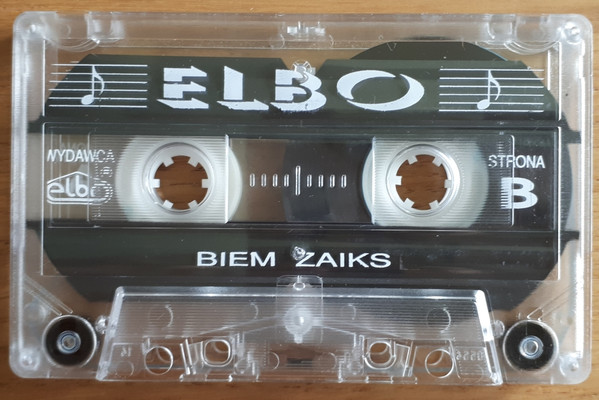 ELBO
WYDAWCA
elbo
STRONA
B
BIEM ZAIKS